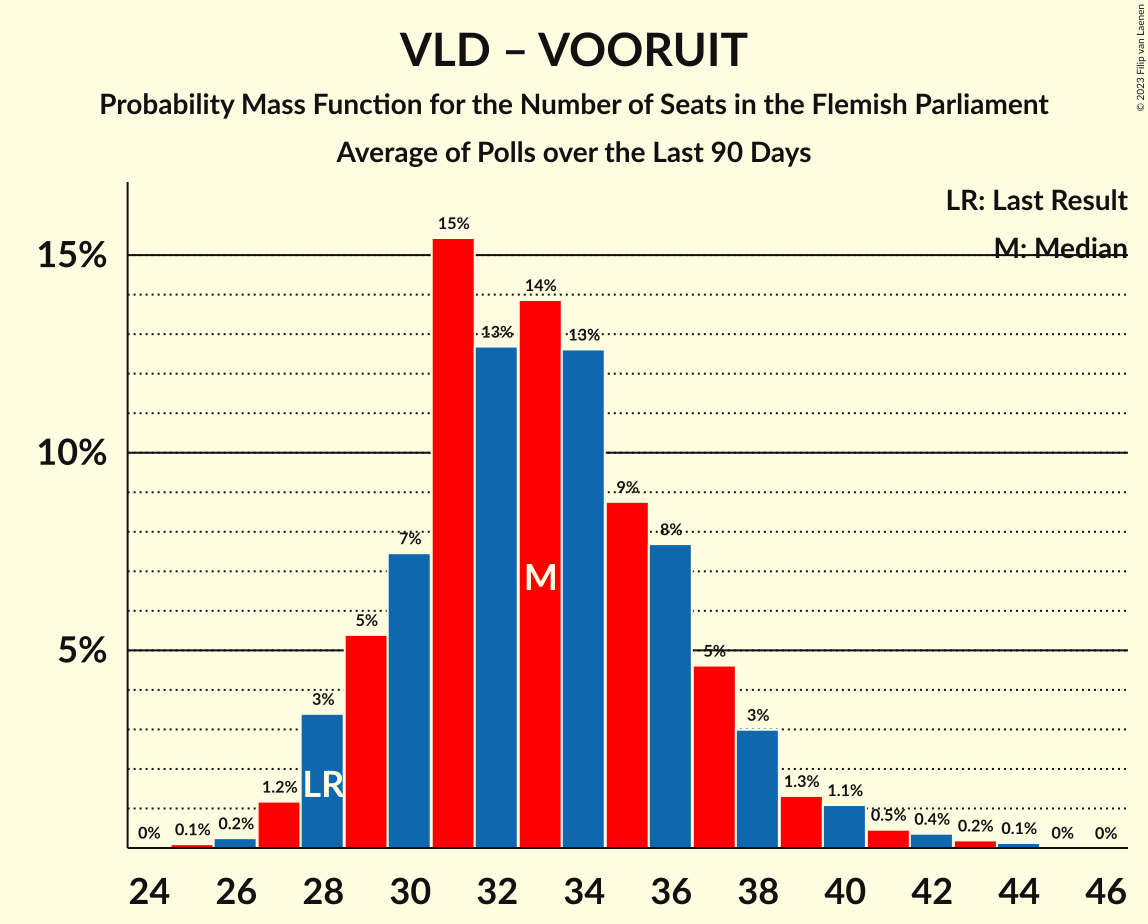 VLD – VOORUIT
Probability Mass Function for the Number of Seats in the Flemish Parliament
Average of Polls over the Last 90 Days
© 2023 Filip van Laenen
LR: Last Result
M: Median
15%
10%
5%
0%
0.1%
0.2%
1.2%
3%
5%
7%
15%
13%
14%
13%
9%
8%
5%
3%
1.3%
1.1%
0.5%
0.4%
0.2%
0.1%
0%
0%
LR
M
24 26 28 30 32 34 36 38 40 42 44 46